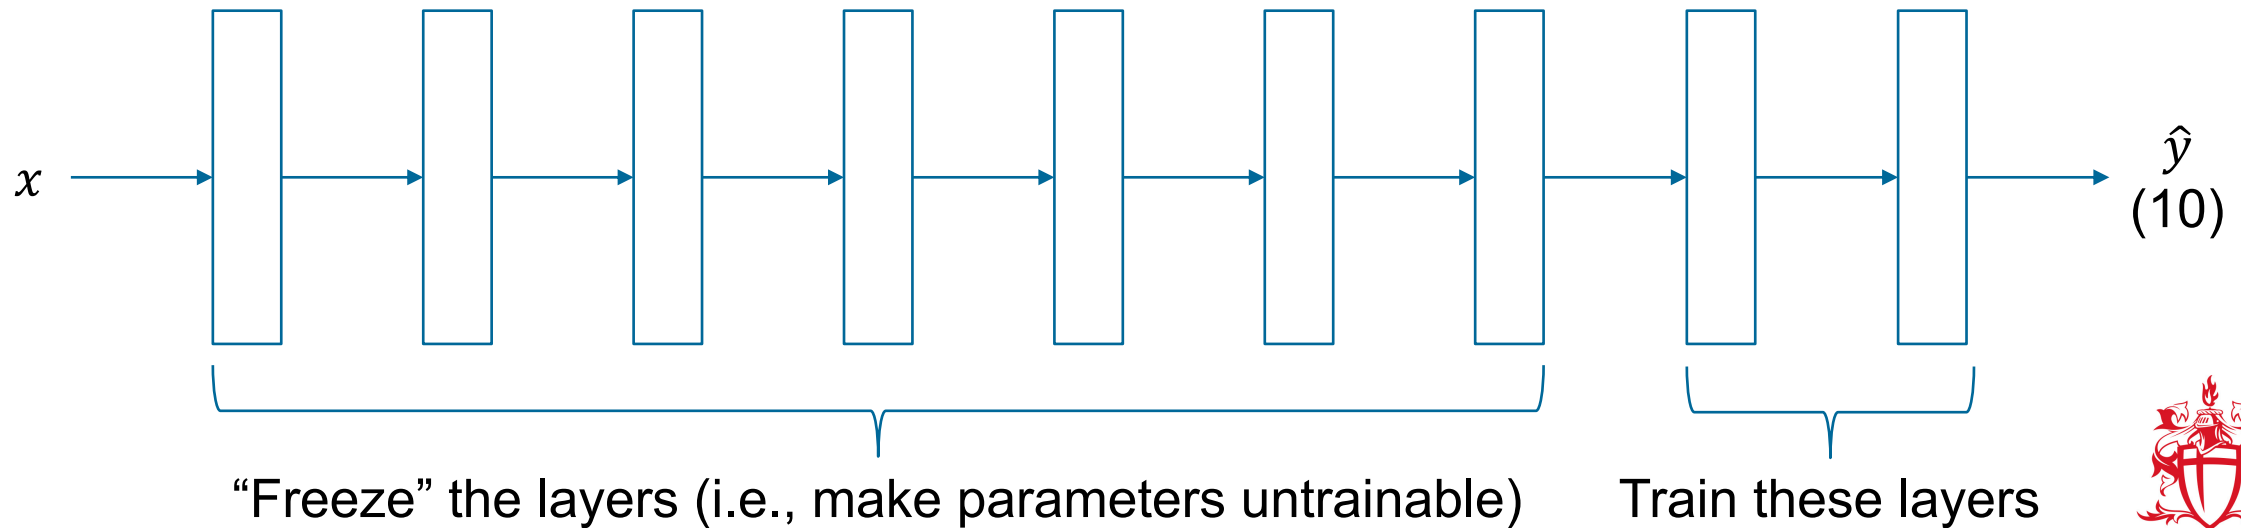 x
ŷ
(10)
“Freeze” the layers (i.e., make parameters untrainable)
Train these layers